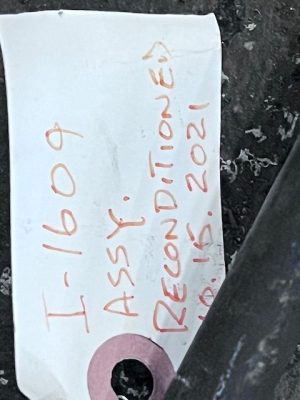 I-1609
ASSY.
RECONDITIONED
10.15.2021